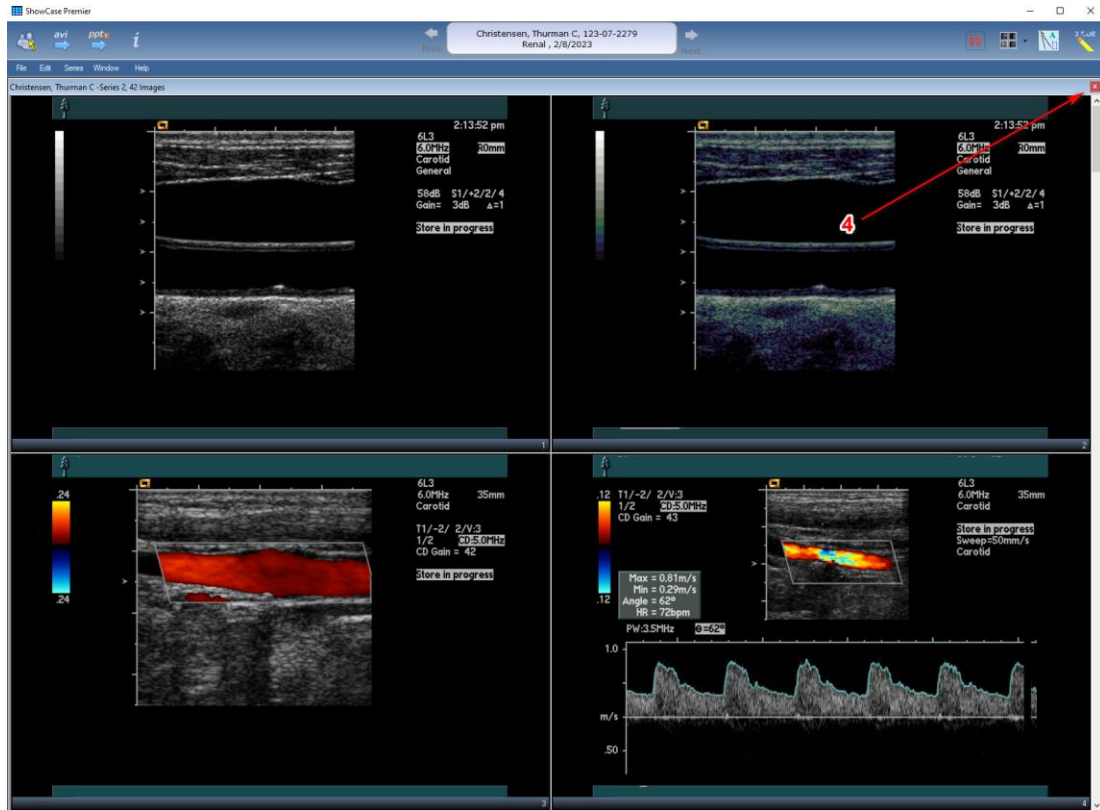 ShowCase Premier
avi
pptx
i
Prev
Christensen, Thurman C, 123-07-2279
Renal , 2/8/2023
Next
File Edit Series Window Help
Christensen, Thurman C -Series 2, 42 Images
x
2:13:52 pm
6L3
6.0MHz R0mm
Carotid
General
58dB S1/+2/2/ 4
Gain= 3dB Δ=1
Store in progress
1
2:13:52 pm
6L3
6.0MHz R0mm
Carotid
General
58dB S1/+2/2/ 4
Gain= 3dB Δ=1
Store in progress
4
2
.24
.24
6L3
6.0MHz 35mm
Carotid
T1/-2/ 2/V:3
1/2 CD:5.0MHz
CD Gain = 42
Store in progress
3
.12
.12
T1/-2/ 2/V:3
1/2 CD:5.0MHz
CD Gain = 43
6L3
6.0MHz 35mm
Carotid
Store in progress
Sweep=50mm/s
Carotid
Max = 0.81m/s
Min = 0.29m/s
Angle = 62º
HR = 72bpm
PW:3.5MHz θ=62º
1.0
m/s
.50
4